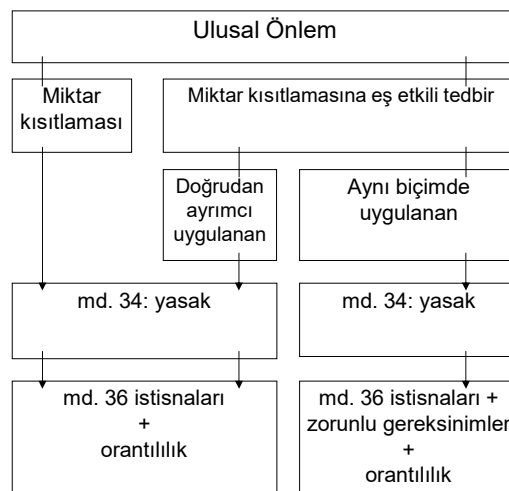 Ulusal Önlem
Miktar
kısıtlaması
Miktar kısıtlamasına eş etkili tedbir
Doğrudan
ayrımcı
uygulanan
Aynı biçimde
uygulanan
md. 34: yasak
md. 34: yasak
md. 36 istisnaları
+
orantılılık
md. 36 istisnaları +
zorunlu gereksinimler
+
orantılılık